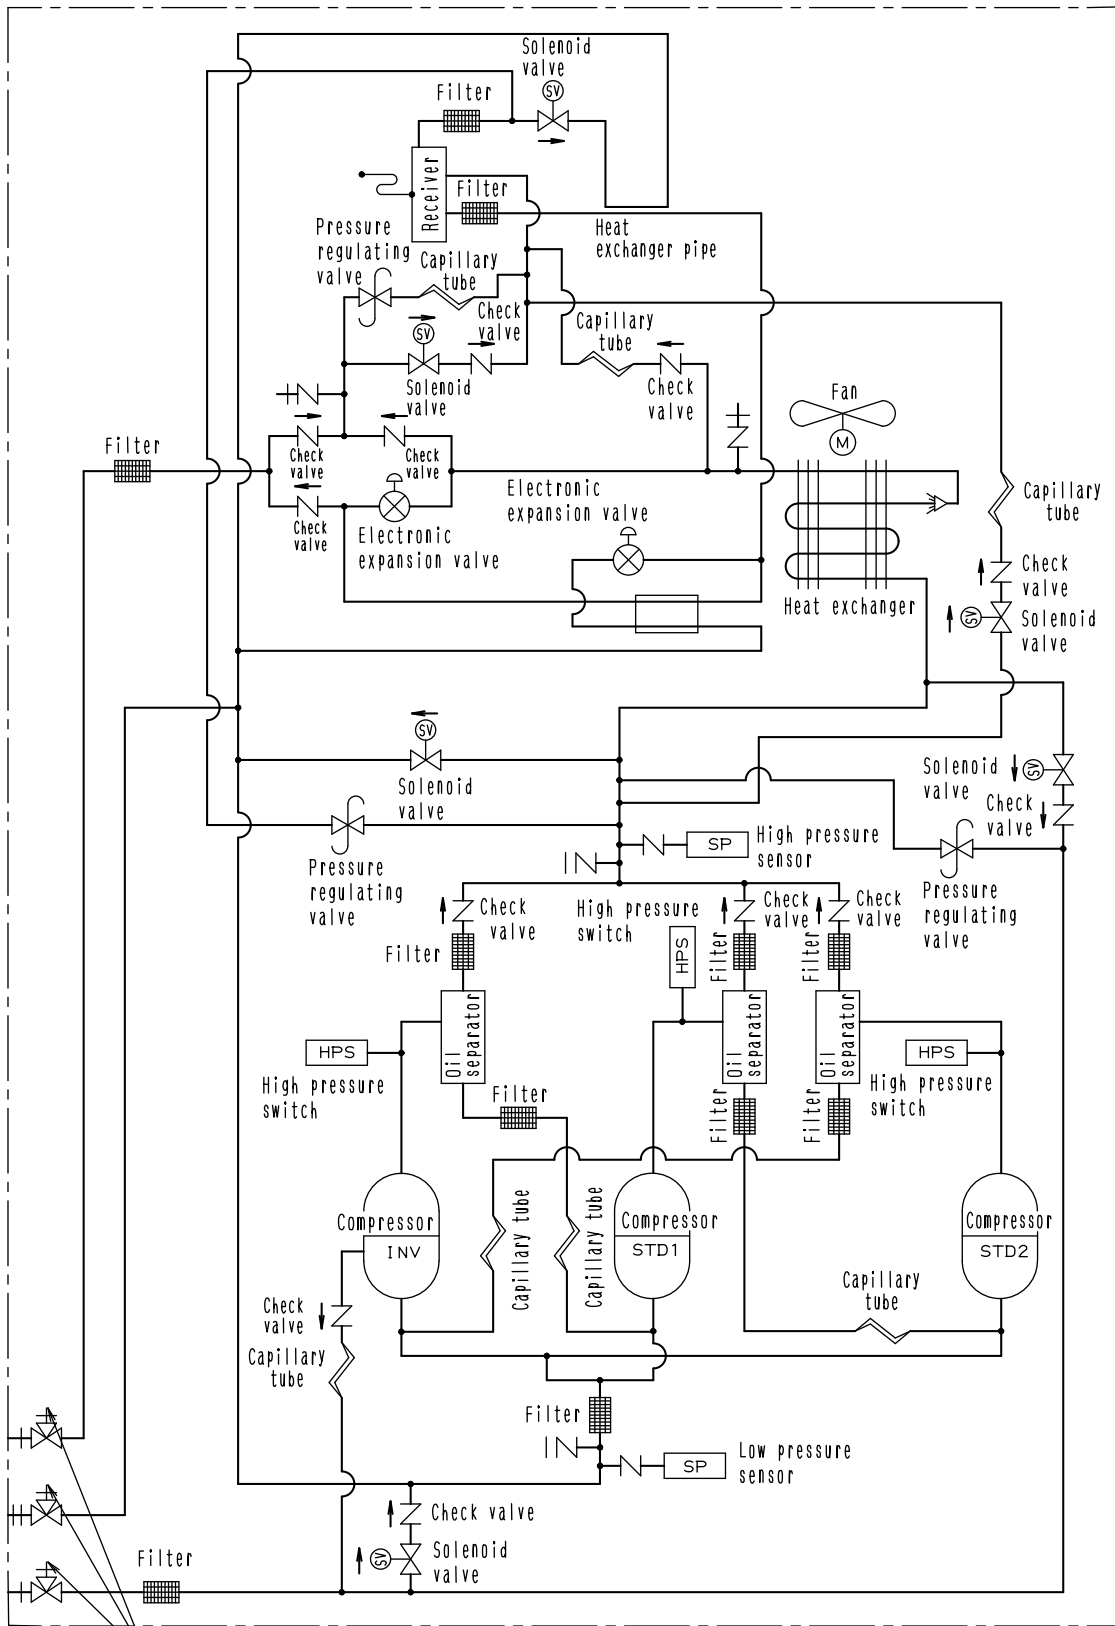 Solenoid
valve
SV
Filter
Receiver
Filter
Heat
exchanger pipe
Pressure
regulating
valve
Capillary
tube
Check
valve
SV
Solenoid
valve
Capillary
tube
Check
valve
Fan
M
Filter
Check
valve
Check
valve
Check
valve
Electronic
expansion valve
Electronic
expansion valve
Capillary
tube
Check
valve
SV
Solenoid
valve
Heat exchanger
SV
Solenoid
valve
Solenoid
valve
SV
Check
valve
Pressure
regulating
valve
SP
High pressure
sensor
Pressure
regulating
valve
Check
valve
High pressure
switch
Check
valve
Check
valve
Filter
HPS
Filter
Filter
Oil
separator
Oil
separator
Oil
separator
HPS
High pressure
switch
HPS
High pressure
switch
Filter
Filter
Filter
Compressor
INV
Capillary tube
Capillary tube
Compressor
STD1
Compressor
STD2
Capillary
tube
Check
valve
Capillary
tube
Filter
SP
Low pressure
sensor
Check valve
SV
Solenoid
valve
Filter